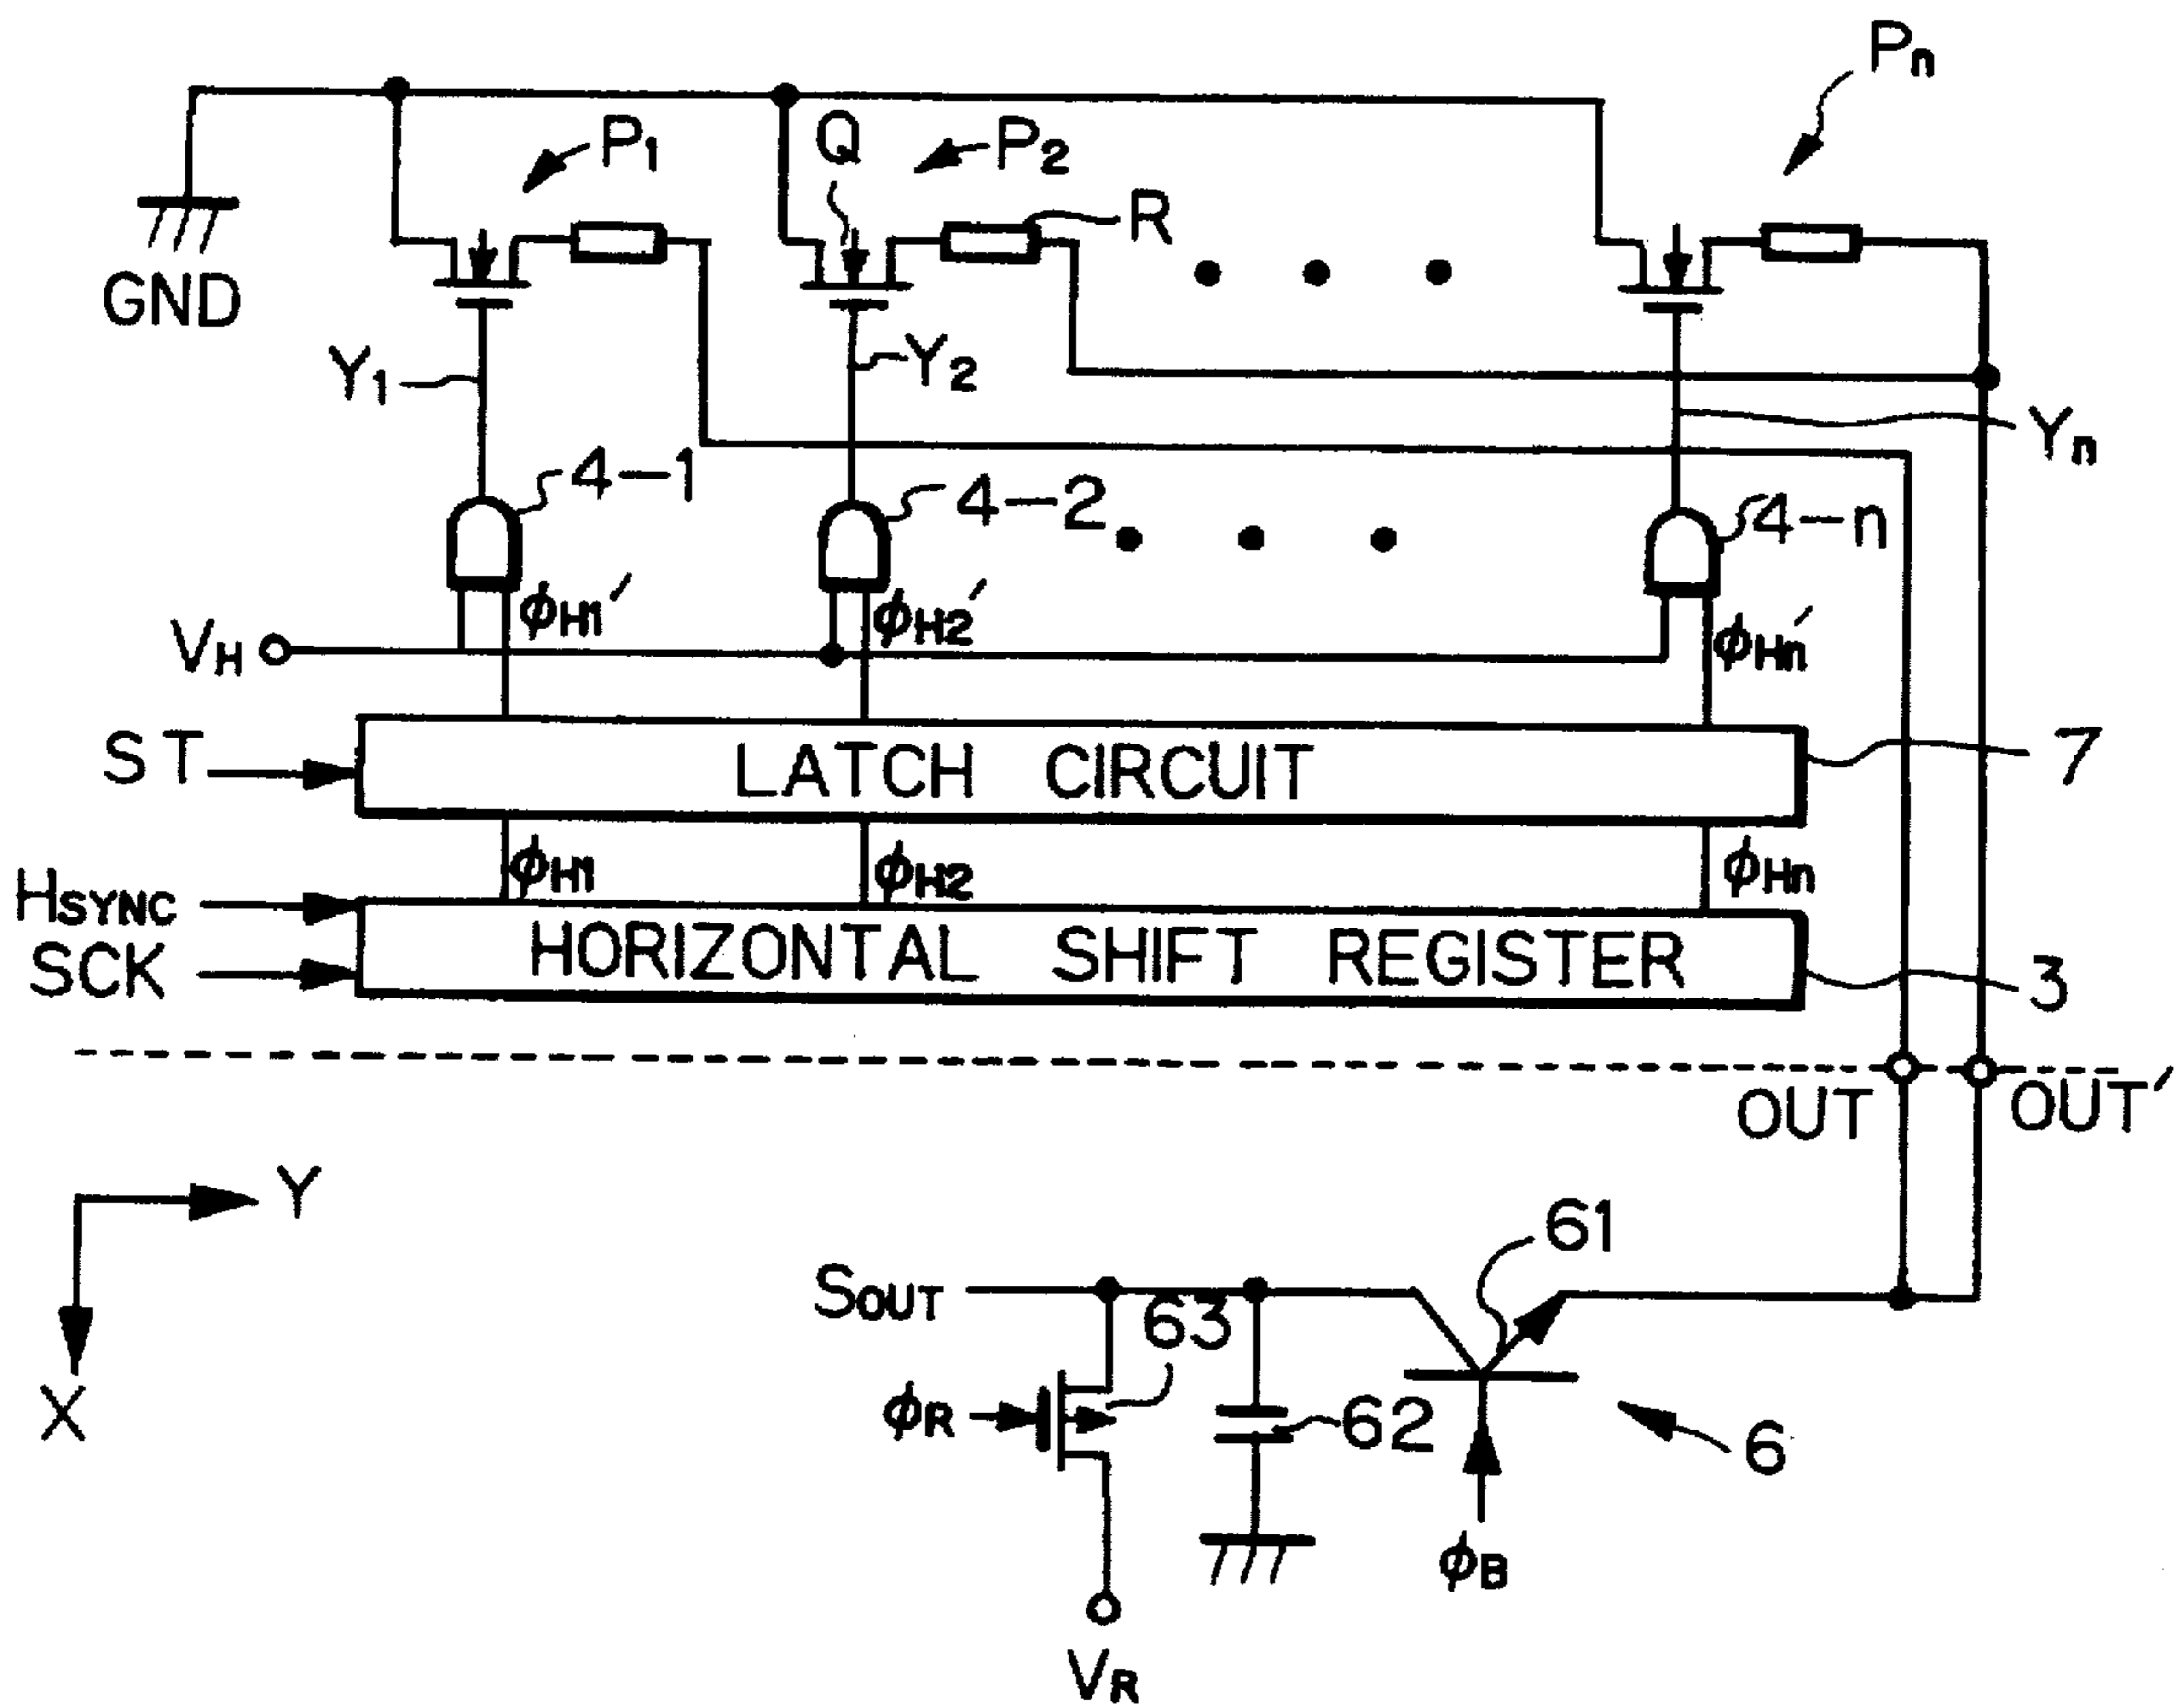 Pn
P1
Q
P2
R
GND
Y1
Y2
Yn
4-1
4-2
4-n
ϕH1′
ϕH2′
ϕHn′
VH
ST
LATCH CIRCUIT
7
ϕH1
ϕH2
ϕHn
HSYNC
SCK
HORIZONTAL SHIFT REGISTER
3
OUT
OUT′
Y
X
61
SOUT
63
ϕR
62
6
ϕB
VR